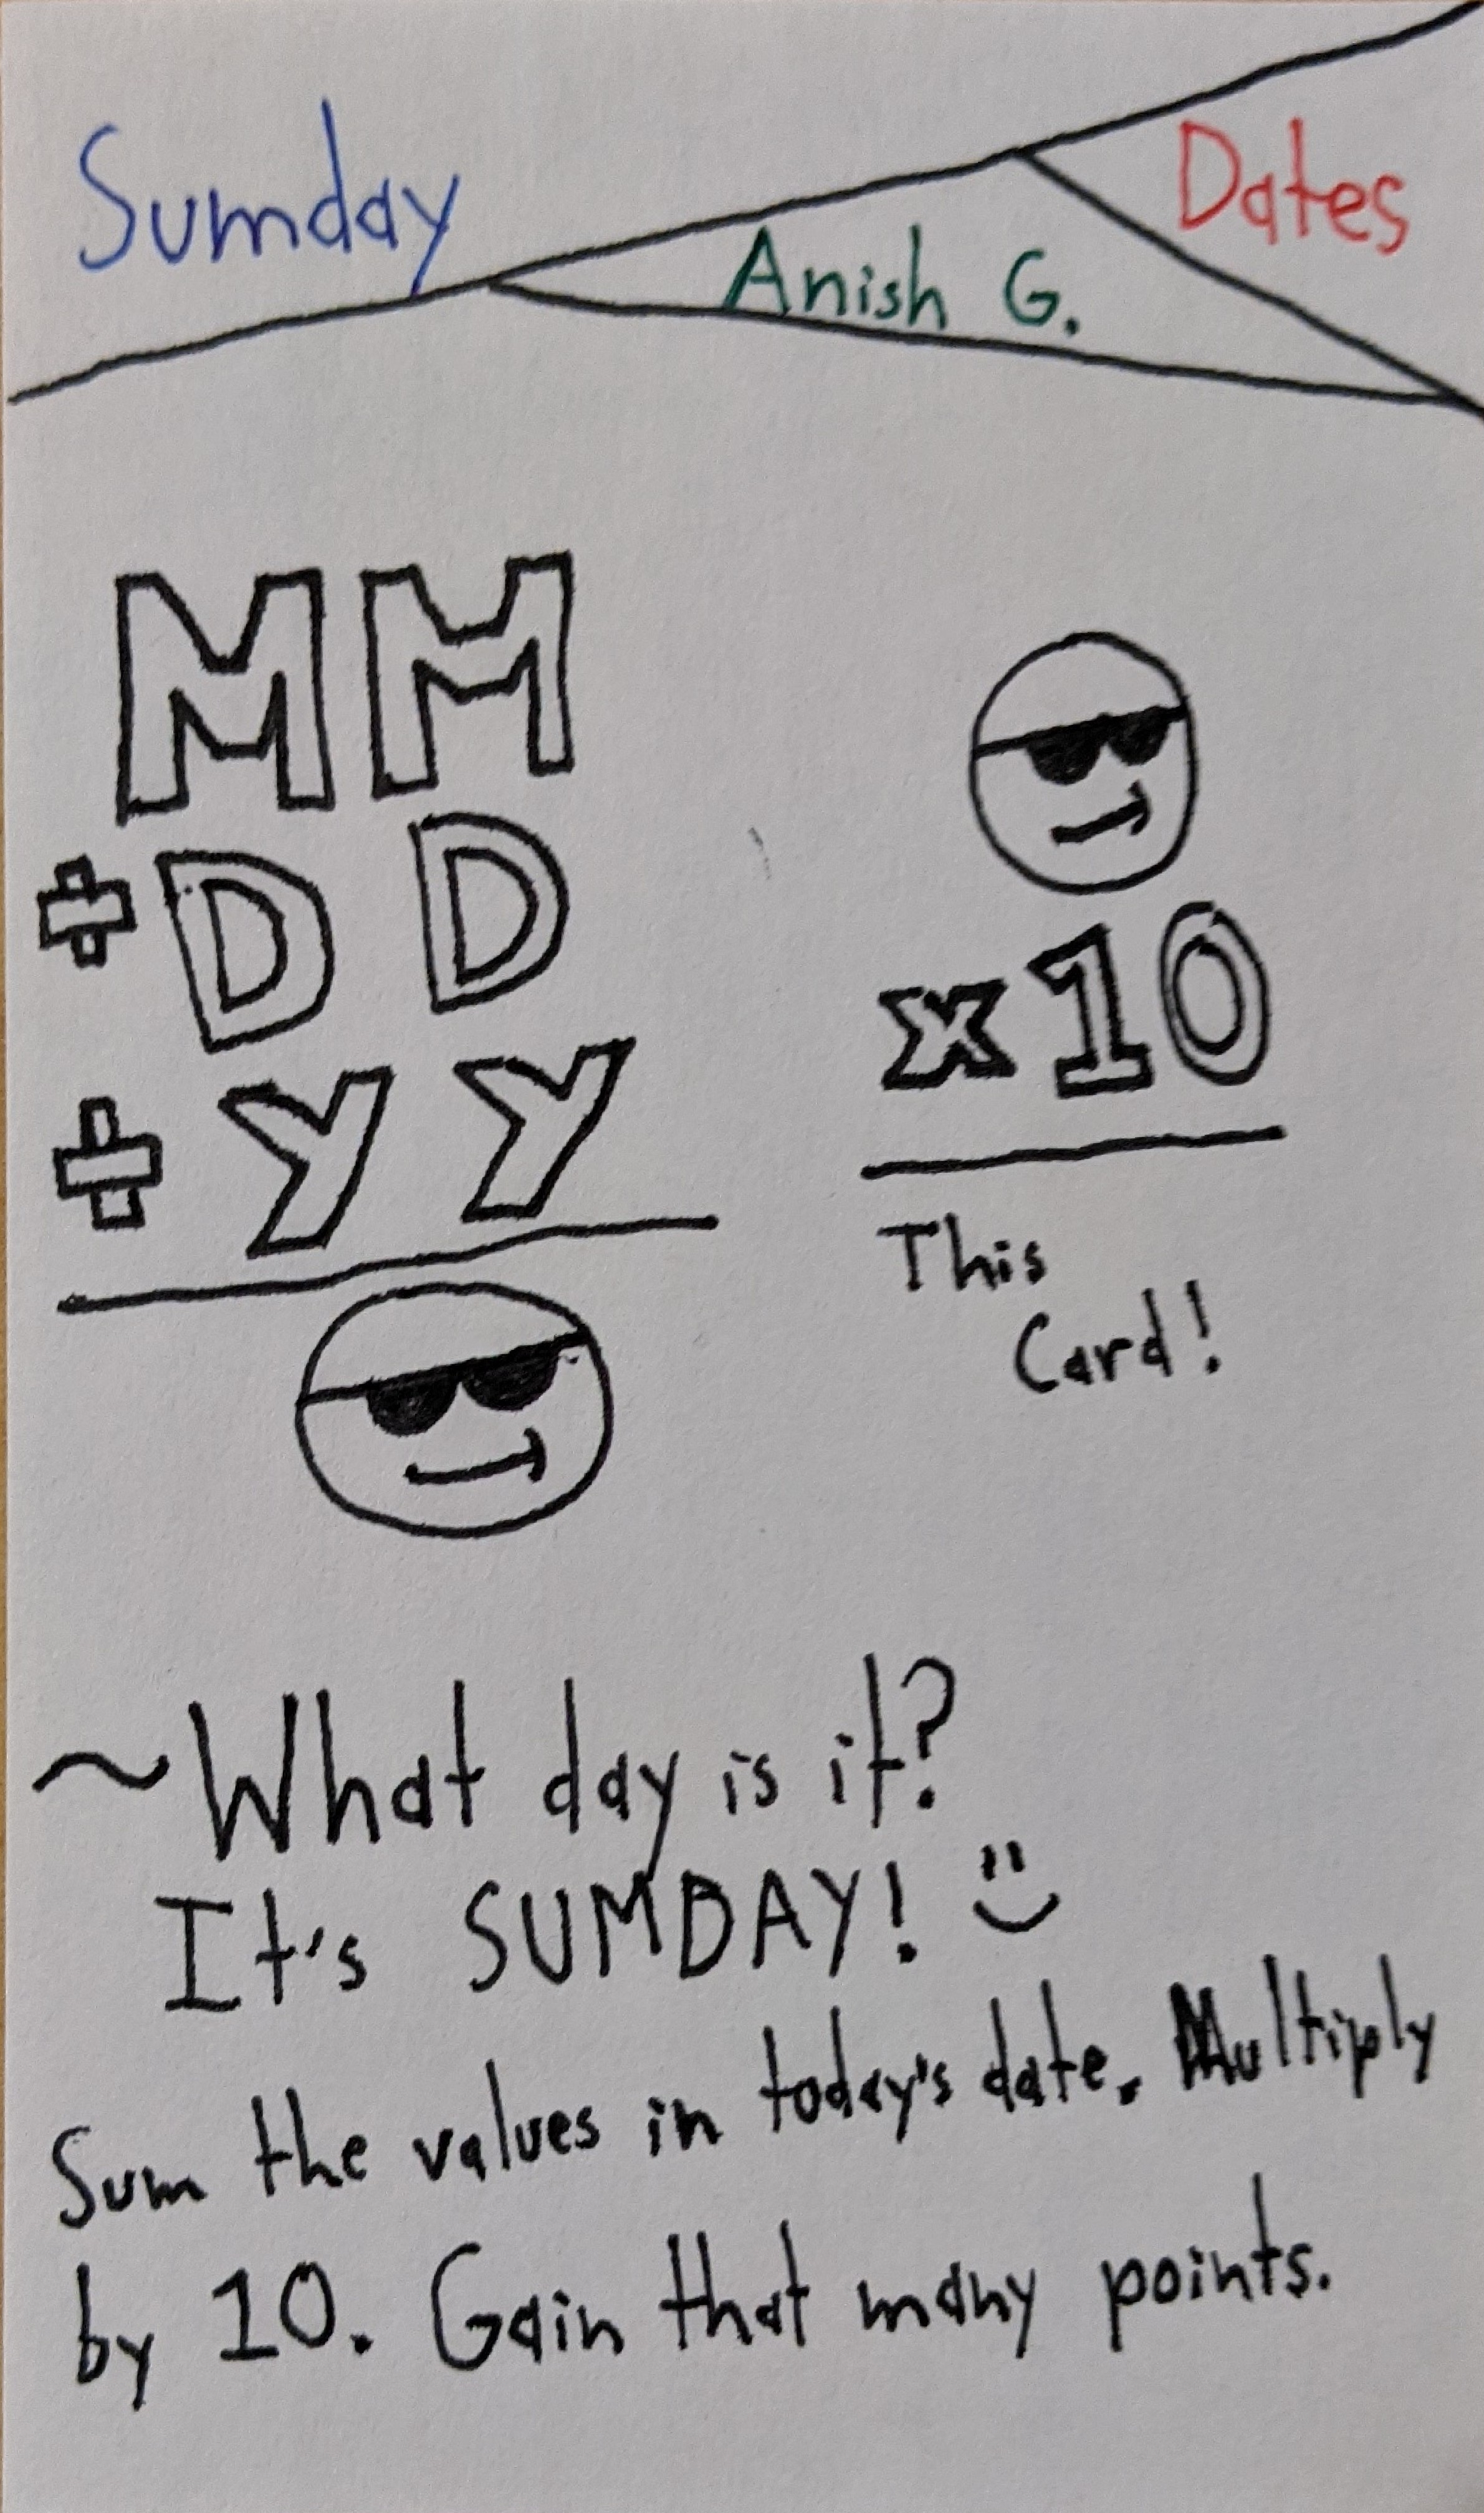 Sumday
Anish G.
Dates
MM
+DD
+YY
x10
This
Card!
~What day is it?
It's SUMDAY!
Sum the values in today's date. Multiply
by 10. Gain that many points.